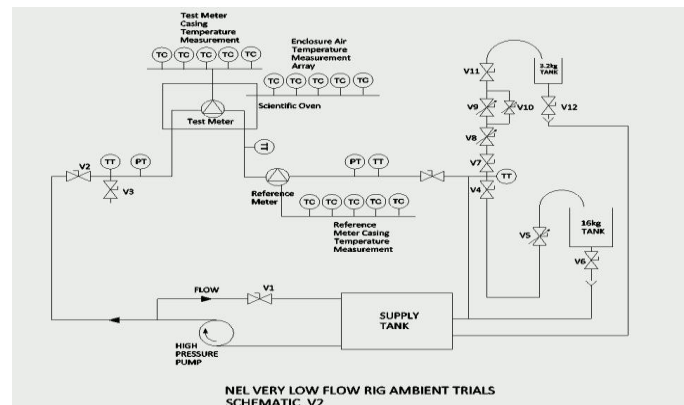 Test Meter
Casing
Temperature
Measurement
TC TC TC TC TC
Enclosure Air
Temperature
Measurement
Array
TC TC TC TC TC
Scientific Oven
Test Meter
V11
3.2kg
TANK
V9
V10
V12
V8
V7
TT
V4
V2
TT
PT
V3
TT
PT
TT
Reference
Meter
TC TC TC TC TC
Reference
Meter Casing
Temperature
Measurement
V5
16kg
TANK
V6
FLOW
V1
SUPPLY
TANK
HIGH
PRESSURE
PUMP
NEL VERY LOW FLOW RIG AMBIENT TRIALS
SCHEMATIC V2